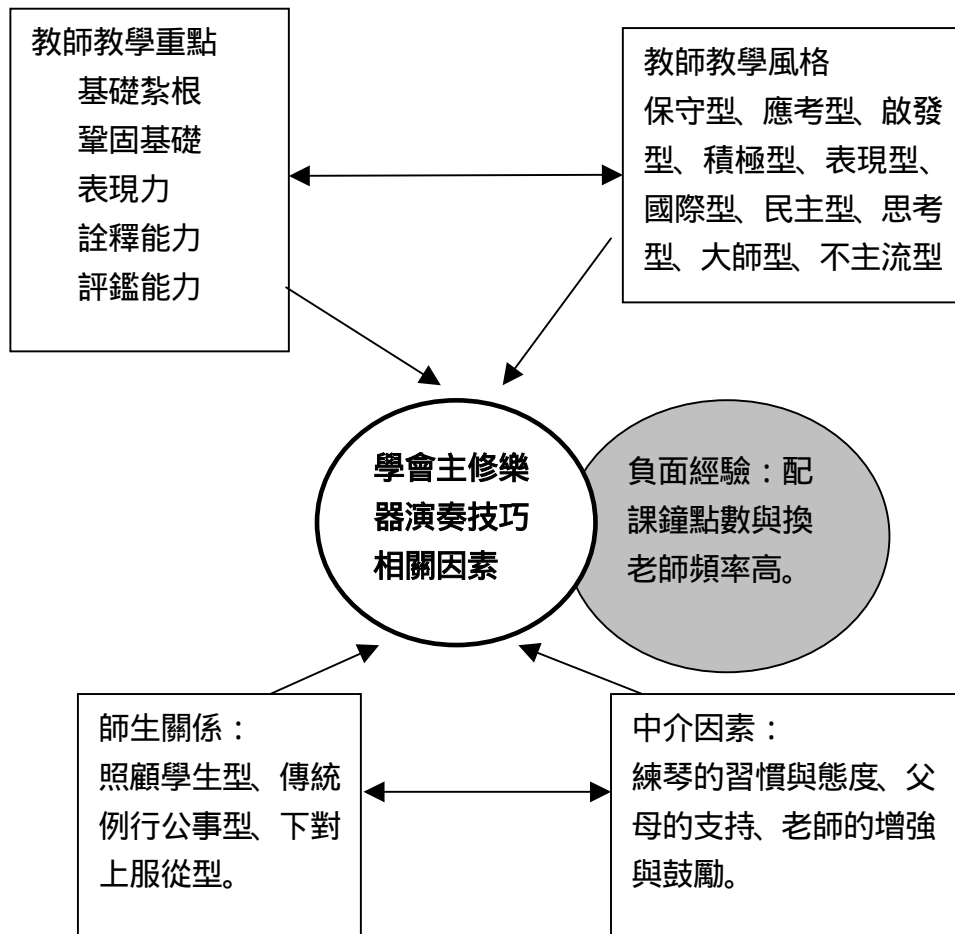 教師教學重點
基礎紮根
鞏固基礎
表現力
詮釋能力
評鑑能力
教師教學風格
保守型、應考型、啟發
型、積極型、表現型、
國際型、民主型、思考
型、大師型、不主流型
學會主修樂
器演奏技巧
相關因素
負面經驗：配
課鐘點數與換
老師頻率高。
師生關係：
照顧學生型、傳統
例行公事型、下對
上服從型。
中介因素：
練琴的習慣與態度、父
母的支持、老師的增強
與鼓勵。